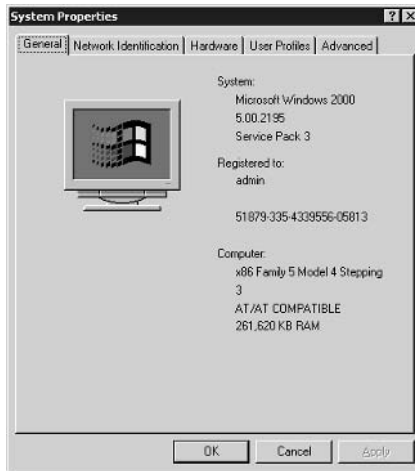 System Properties
General Network Identification Hardware User Profiles Advanced
System:
Microsoft Windows 2000
5.00.2195
Service Pack 3
Registered to:
admin
51879-335-4339556-05813
Computer:
x86 Family 5 Model 4 Stepping
3
AT/AT COMPATIBLE
261,620 KB RAM
OK Cancel Apply